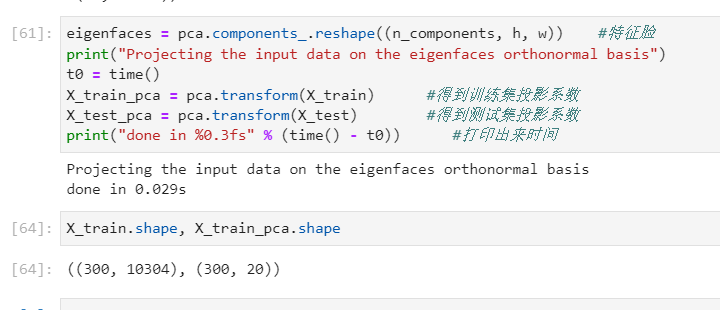 [61]: eigenfaces = pca.components_.reshape((n_components, h, w))    #特征脸
print("Projecting the input data on the eigenfaces orthonormal basis")
t0 = time()
X_train_pca = pca.transform(X_train)      #得到训练集投影系数
X_test_pca = pca.transform(X_test)        #得到测试集投影系数
print("done in %0.3fs" % (time() - t0))      #打印出来时间
Projecting the input data on the eigenfaces orthonormal basis
done in 0.029s
[64]: X_train.shape, X_train_pca.shape
[64]: ((300, 10304), (300, 20))